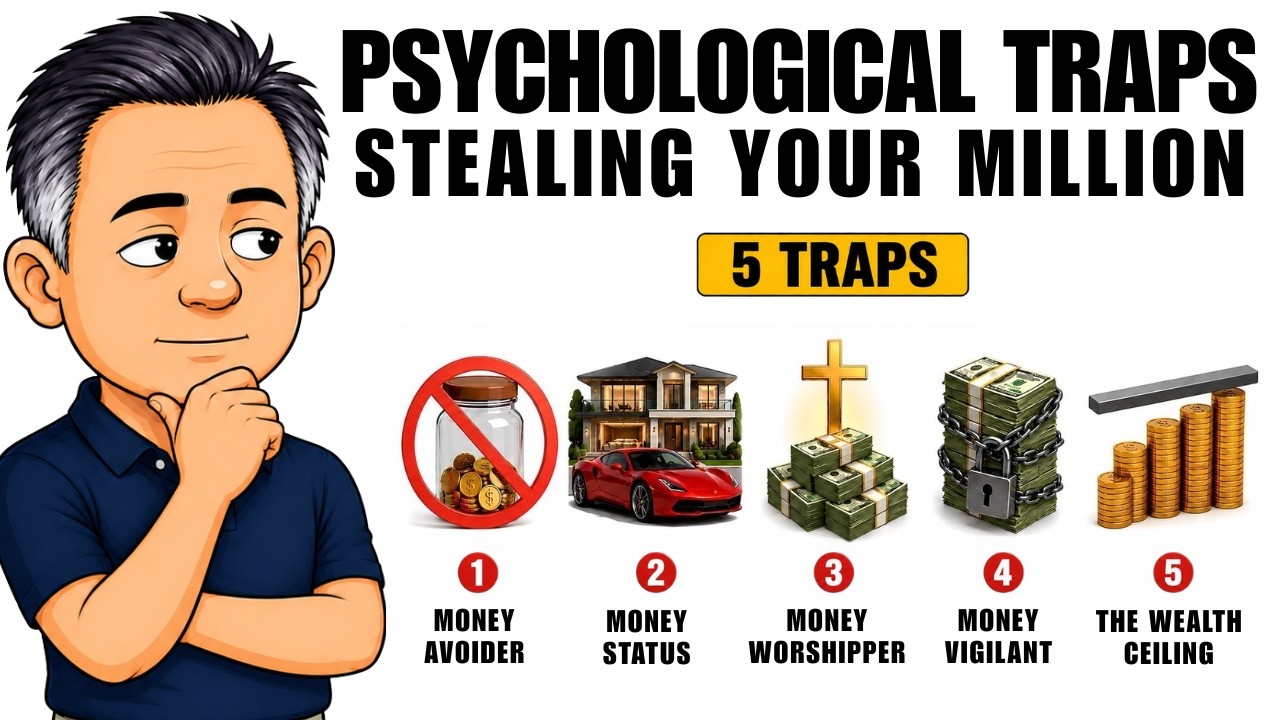 PSYCHOLOGICAL TRAPS
STEALING YOUR MILLION
5 TRAPS
1
MONEY
AVOIDER
2
MONEY
STATUS
3
MONEY
WORSHIPPER
4
MONEY
VIGILANT
5
THE WEALTH
CEILING